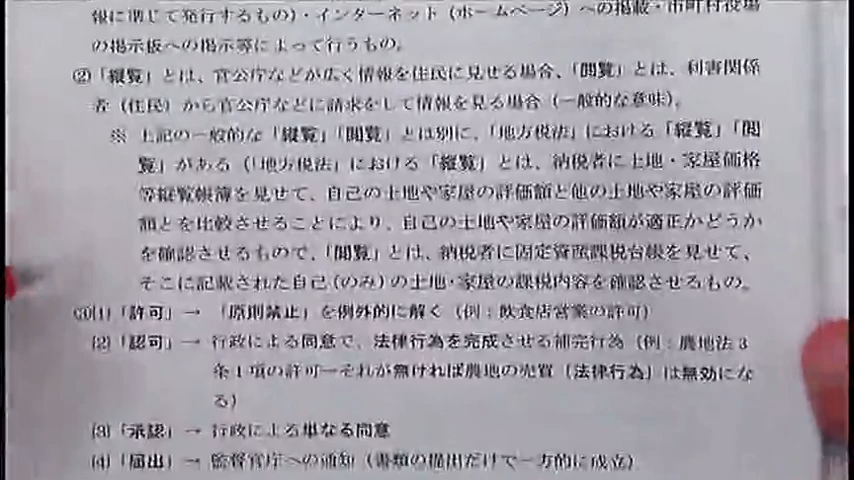 報に準じて発行するもの）・インターネット（ホームページ）への掲載・市町村役場
の掲示板への掲示等によって行うもの。
②「縦覧」とは、官公庁などが広く情報を住民に見せる場合、「閲覧」とは、利害関係
者（住民）から官公庁などに請求をして情報を見る場合（一般的な意味）。
※ 上記の一般的な「縦覧」「閲覧」とは別に、「地方税法」における「縦覧」「閲
覧」がある（「地方税法」における「縦覧」とは、納税者に土地・家屋価格
等縦覧帳簿を見せて、自己の土地や家屋の評価額と他の土地や家屋の評価
額とを比較させることにより、自己の土地や家屋の評価額が適正かどうか
を確認させるもので、「閲覧」とは、納税者に固定資産課税台帳を見せて、
そこに記載された自己（のみ）の土地・家屋の課税内容を確認させるもの。
③(1)「許可」→ 「原則禁止」を例外的に解く（例：飲食店営業の許可）
(2)「認可」→ 行政による同意で、法律行為を完成させる補完行為（例：農地法3
条1項の許可→それが無ければ農地の売買（法律行為）は無効にな
る）
(3)「承認」→ 行政による単なる同意
(4)「届出」→ 監督官庁への通知（書類の提出だけで一方的に成立）